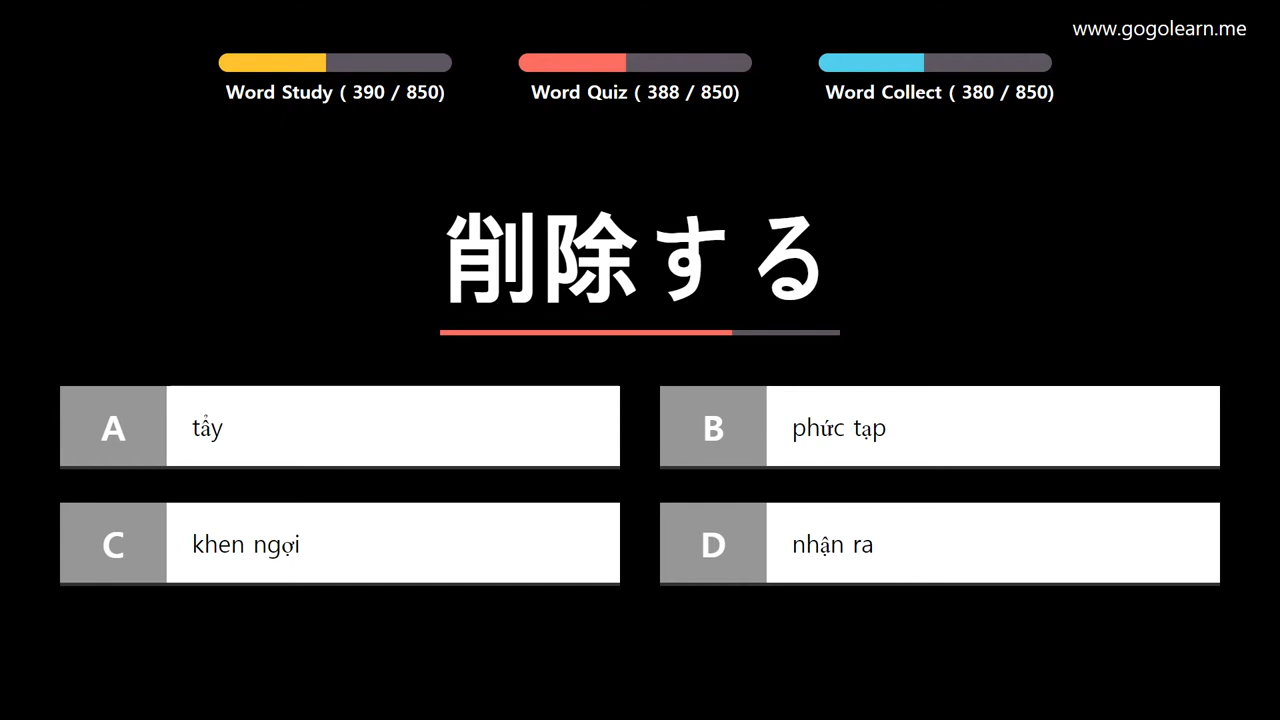 www.gogolearn.me
Word Study ( 390 / 850)
Word Quiz ( 388 / 850)
Word Collect ( 380 / 850)
削除する
A tẩy
B phức tạp
C khen ngợi
D nhận ra